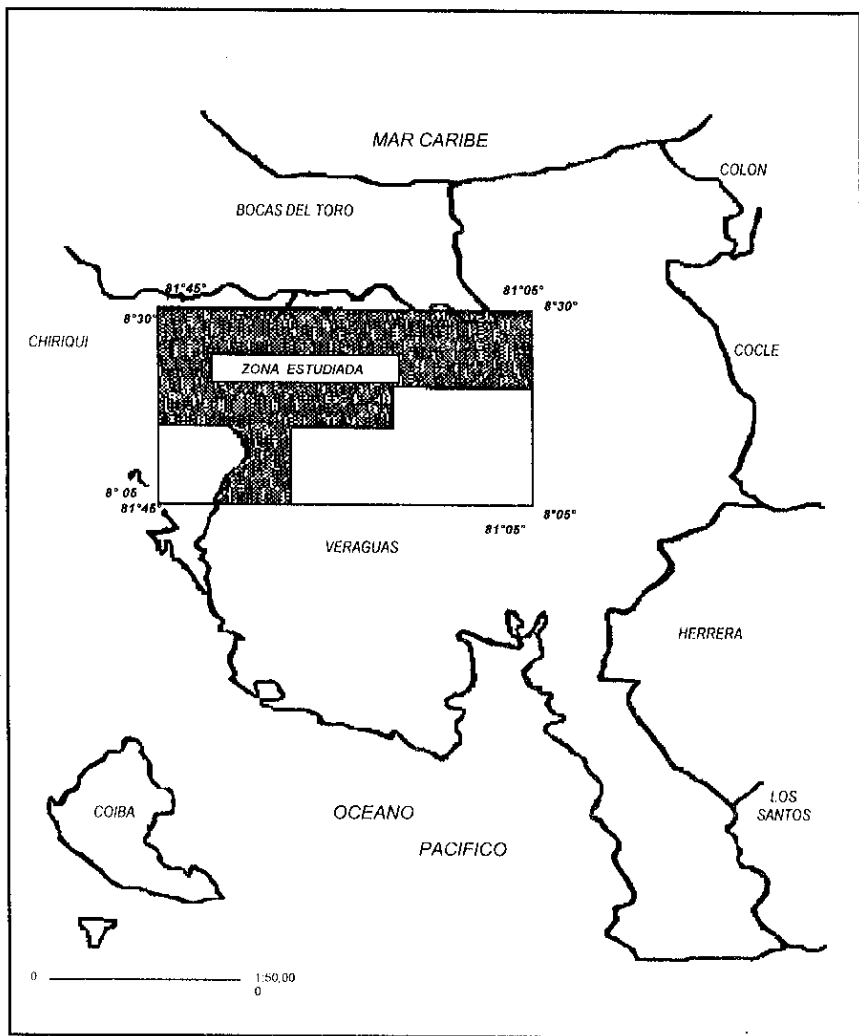 MAR CARIBE
COLON
BOCAS DEL TORO
81°45°
81°05°
8°30°
8°30°
CHIRIQUI
COCLE
ZONA ESTUDIADA
8° 05
81°45°
8°05°
81°05°
VERAGUAS
HERRERA
COIBA
OCEANO
PACIFICO
LOS
SANTOS
0
1:50,00
0